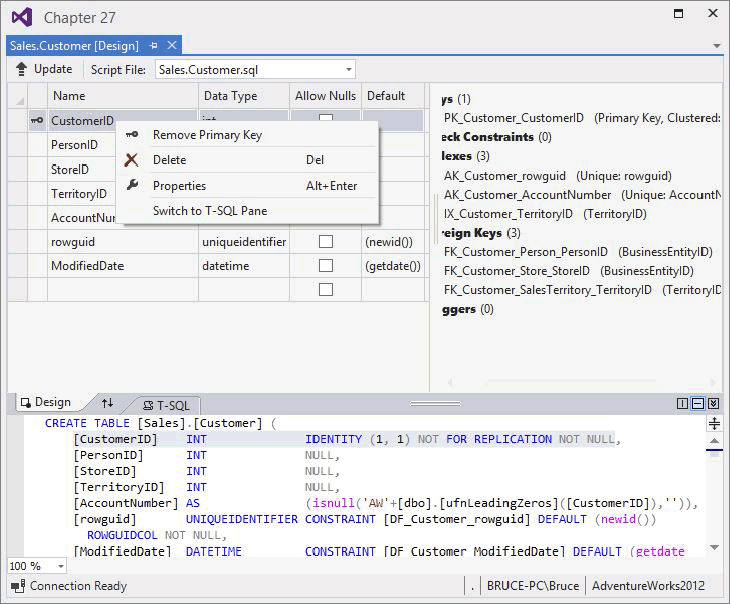 Chapter 27
Sales.Customer [Design]
Update Script File: Sales.Customer.sql
Name Data Type Allow Nulls Default
CustomerID int
PersonID
StoreID
TerritoryID
AccountNur
rowguid uniqueidentifier (newid())
ModifiedDate datetime (getdate())
Remove Primary Key
Delete Del
Properties Alt+Enter
Switch to T-SQL Pane
ys (1)
PK_Customer_CustomerID (Primary Key, Clustered:
eck Constraints (0)
lexes (3)
AK_Customer_rowguid (Unique: rowguid)
AK_Customer_AccountNumber (Unique: AccountN
IX_Customer_TerritoryID (TerritoryID)
reign Keys (3)
FK_Customer_Person_PersonID (BusinessEntityID)
FK_Customer_Store_StoreID (BusinessEntityID)
FK_Customer_SalesTerritory_TerritoryID (TerritoryID
ggers (0)
Design T-SQL
CREATE TABLE [Sales].[Customer] (
[CustomerID] INT IDENTITY (1, 1) NOT FOR REPLICATION NOT NULL,
[PersonID] INT NULL,
[StoreID] INT NULL,
[TerritoryID] INT NULL,
[AccountNumber] AS (isnull('AW'+[dbo].[ufnLeadingZeros]([CustomerID]),'')),
[rowguid] UNIQUEIDENTIFIER CONSTRAINT [DF_Customer_rowguid] DEFAULT (newid())
ROWGUIDCOL NOT NULL,
[ModifiedDate] DATETIME CONSTRAINT [DF_Customer_ModifiedDate] DEFAULT (getdate
100 %
Connection Ready . BRUCE-PC\Bruce AdventureWorks2012